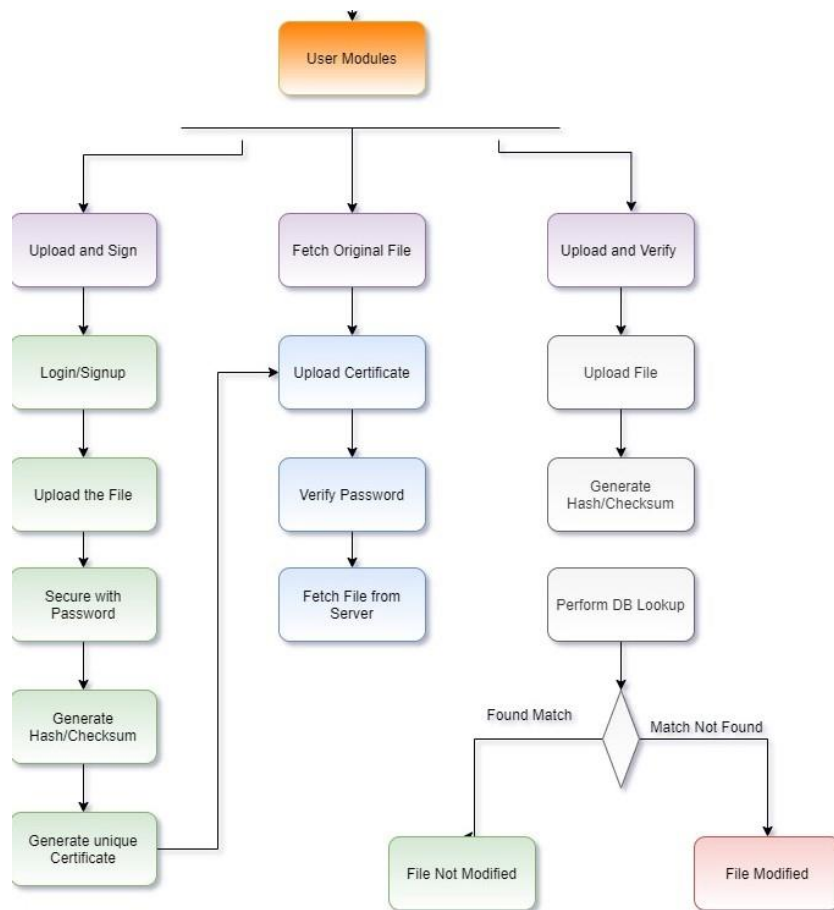 User Modules
Upload and Sign
Fetch Original File
Upload and Verify
Login/Signup
Upload Certificate
Upload File
Upload the File
Verify Password
Generate
Hash/Checksum
Secure with
Password
Fetch File from
Server
Perform DB Lookup
Generate
Hash/Checksum
Found Match
Match Not Found
Generate unique
Certificate
File Not Modified
File Modified